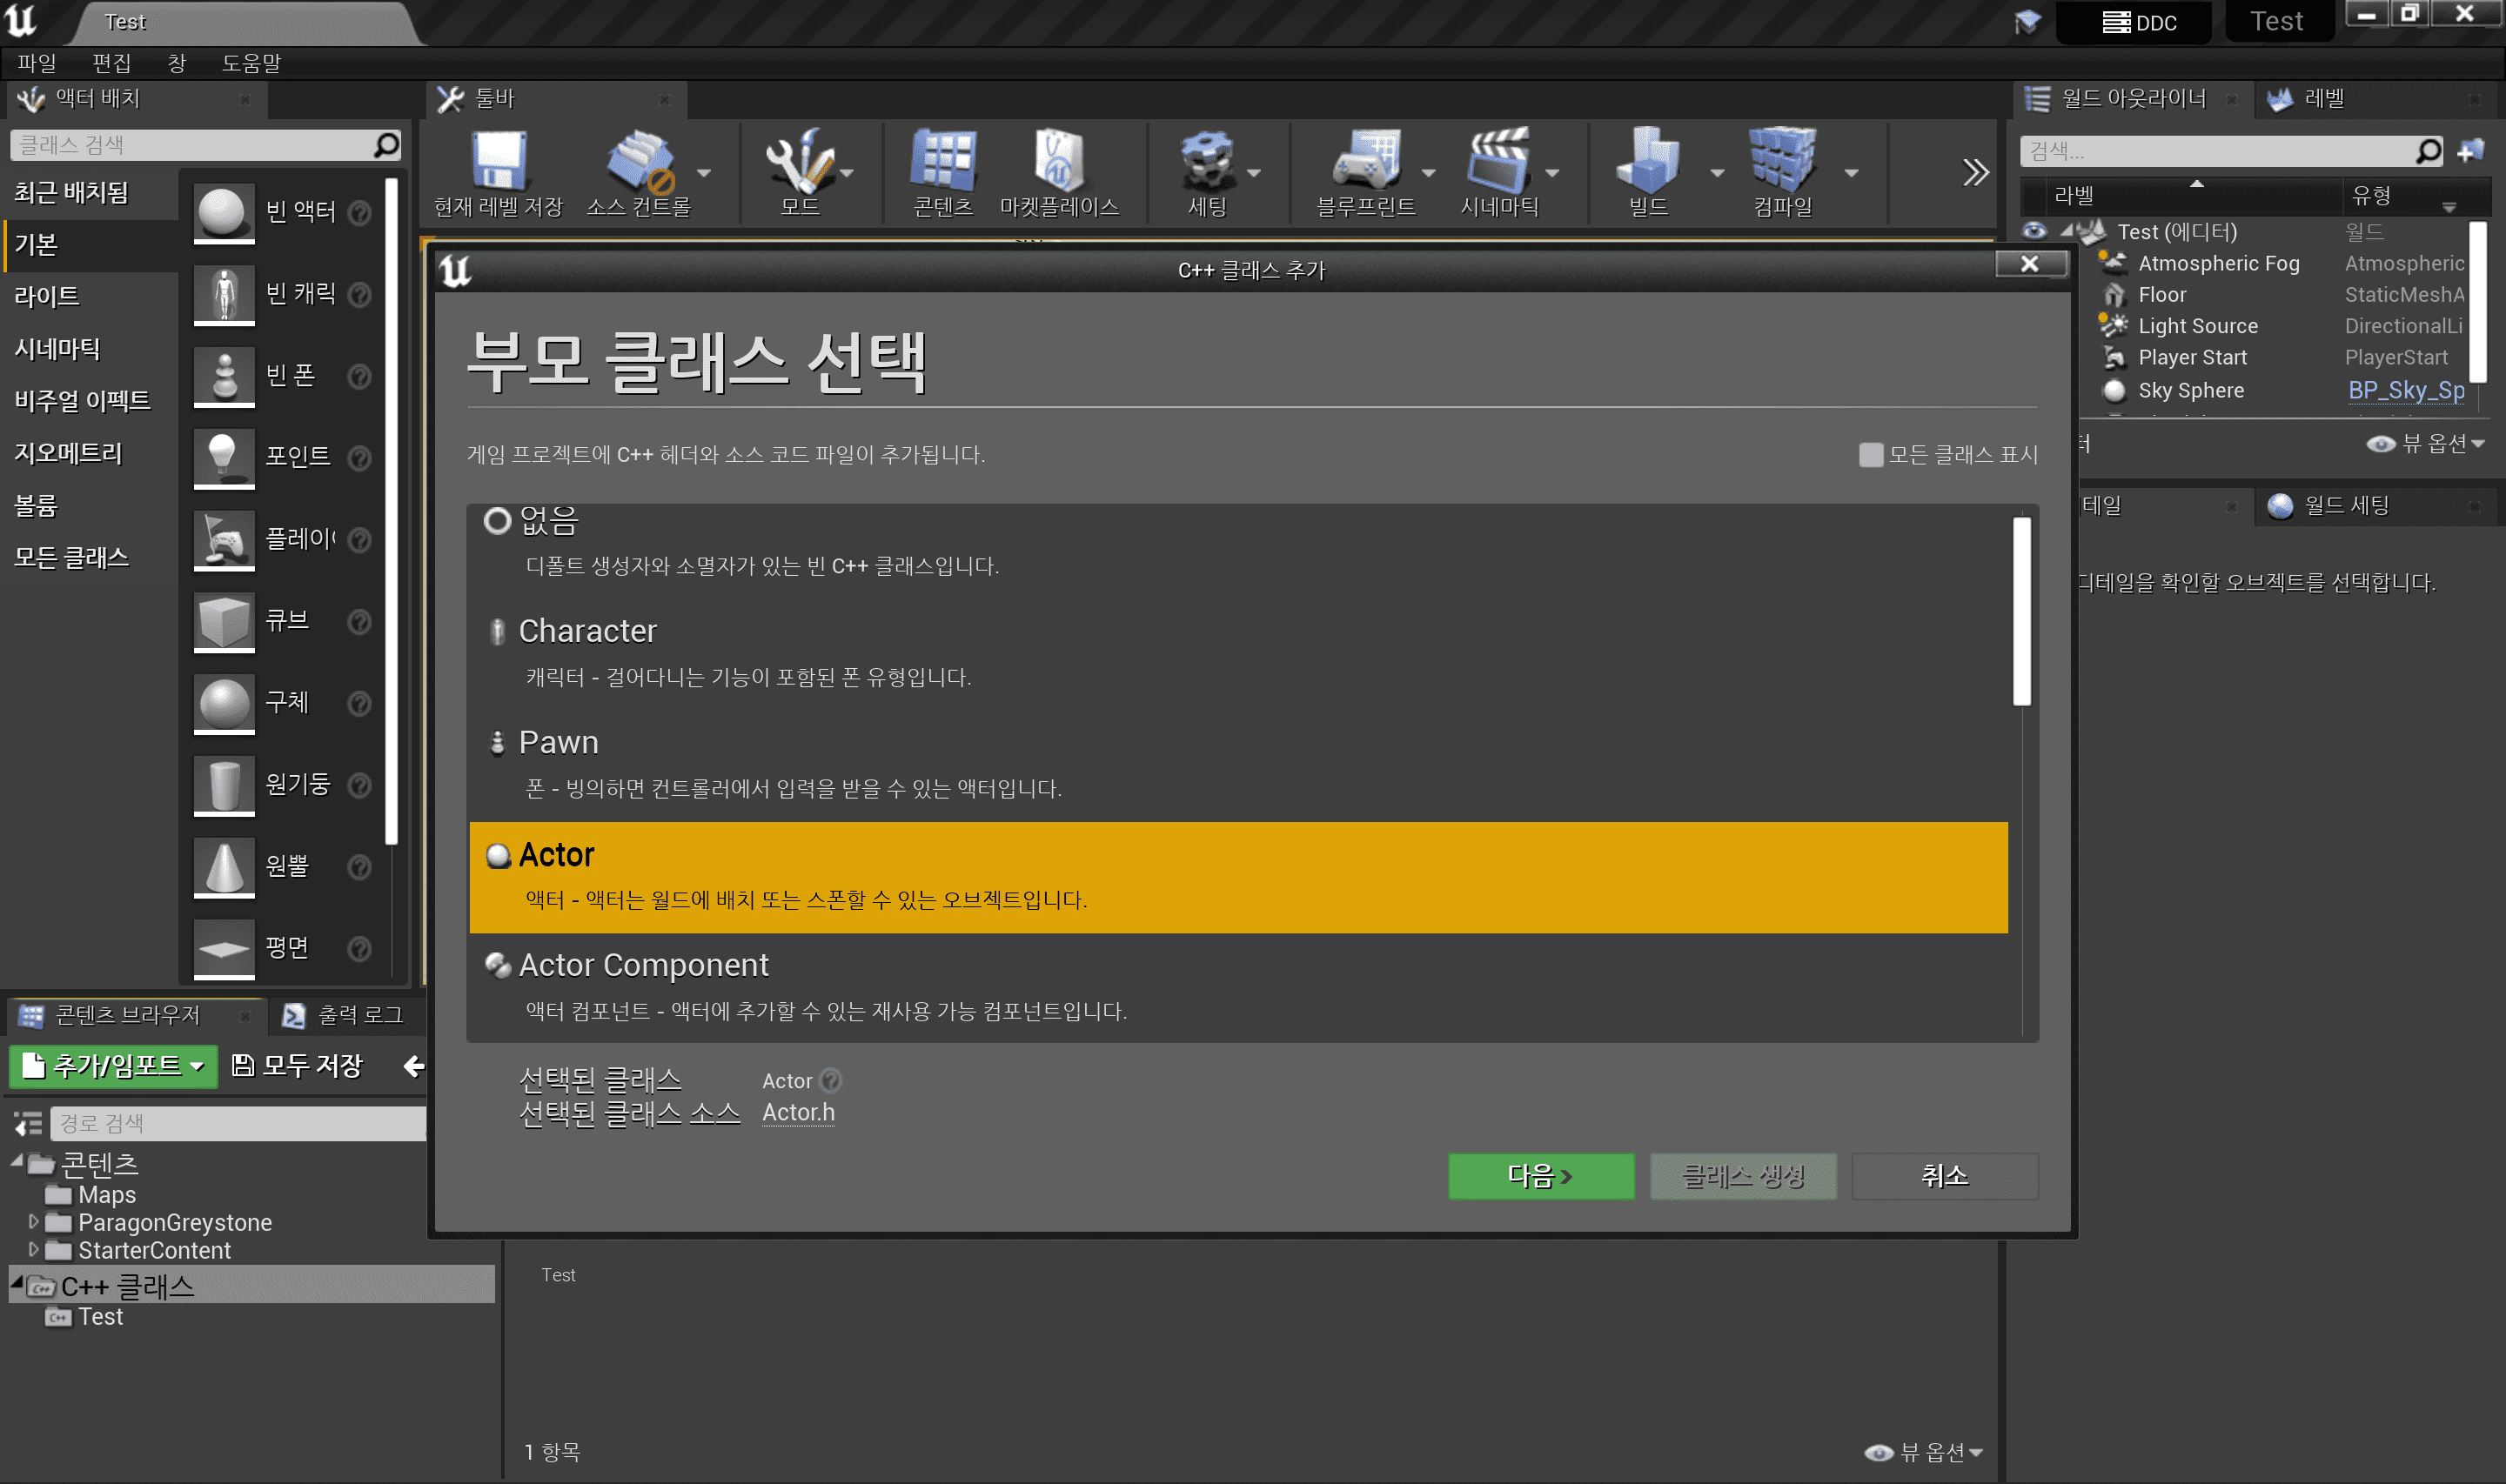 Test
DDC
Test
파일 편집 창 도움말
액터 배치
툴바
월드 아웃라이너
레벨
클래스 검색
최근 배치됨
기본
라이트
시네마틱
비주얼 이펙트
지오메트리
볼륨
모든 클래스
빈 액터
빈 캐릭
빈 폰
포인트
플레이
큐브
구체
원기둥
원뿔
평면
현재 레벨 저장
소스 컨트롤
모드
콘텐츠
마켓플레이스
세팅
블루프린트
시네마틱
빌드
컴파일
검색...
라벨 유형
Test (에디터) 월드
Atmospheric Fog Atmospheric
Floor StaticMeshA
Light Source DirectionalLi
Player Start PlayerStart
Sky Sphere BP_Sky_Sp
터
뷰 옵션
테일
월드 세팅
디테일을 확인할 오브젝트를 선택합니다.
C++ 클래스 추가
부모 클래스 선택
게임 프로젝트에 C++ 헤더와 소스 코드 파일이 추가됩니다.
모든 클래스 표시
없음
디폴트 생성자와 소멸자가 있는 빈 C++ 클래스입니다.
Character
캐릭터 - 걸어다니는 기능이 포함된 폰 유형입니다.
Pawn
폰 - 빙의하면 컨트롤러에서 입력을 받을 수 있는 액터입니다.
Actor
액터 - 액터는 월드에 배치 또는 스폰할 수 있는 오브젝트입니다.
Actor Component
액터 컴포넌트 - 액터에 추가할 수 있는 재사용 가능 컴포넌트입니다.
선택된 클래스 Actor
선택된 클래스 소스 Actor.h
다음
클래스 생성
취소
콘텐츠 브라우저
출력 로그
추가/임포트
모두 저장
경로 검색
콘텐츠
Maps
ParagonGreystone
StarterContent
C++ 클래스
Test
Test
1 항목
뷰 옵션